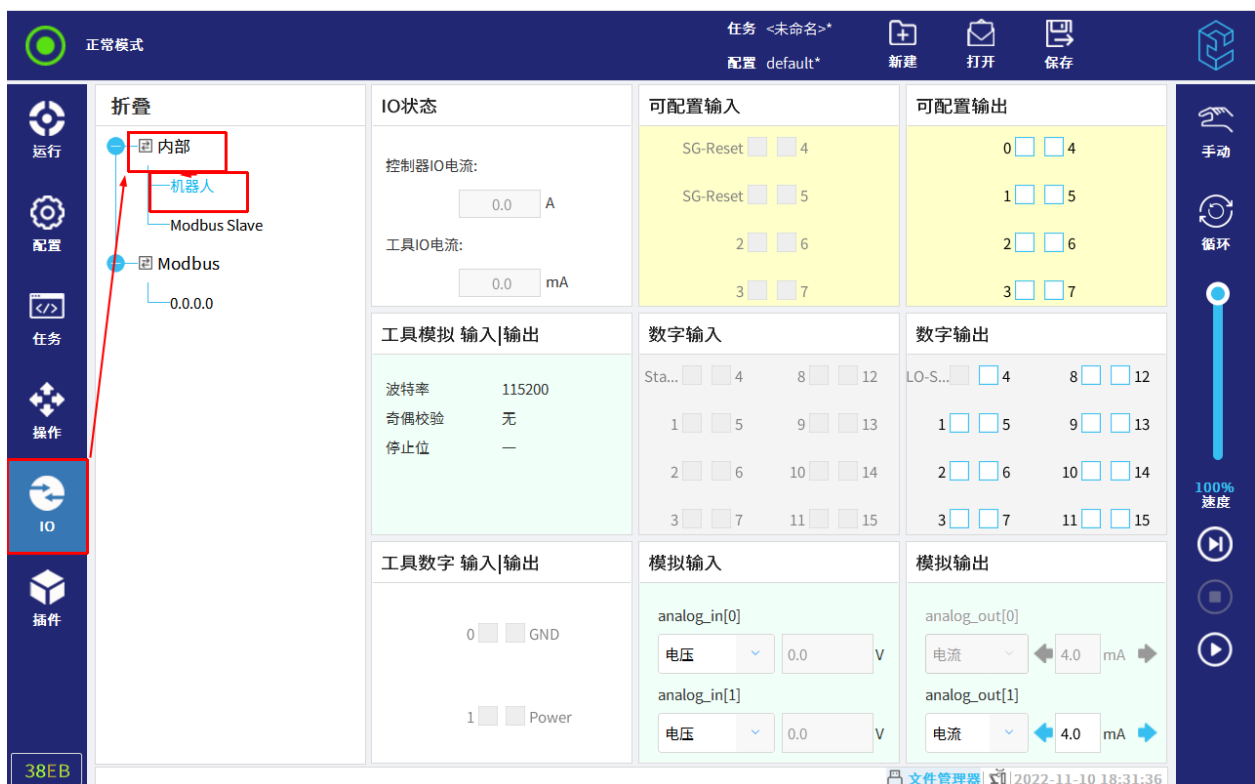 正常模式
任务 <未命名>*
配置 default*
新建
打开
保存
运行
配置
任务
操作
IO
插件
38EB
折叠
内部
机器人
Modbus Slave
Modbus
0.0.0.0
IO状态
控制器IO电流:
0.0 A
工具IO电流:
0.0 mA
可配置输入
SG-Reset 4
SG-Reset 5
2 6
3 7
可配置输出
0 4
1 5
2 6
3 7
工具模拟 输入|输出
波特率 115200
奇偶校验 无
停止位 一
数字输入
Sta... 4 8 12
1 5 9 13
2 6 10 14
3 7 11 15
数字输出
LO-S... 4 8 12
1 5 9 13
2 6 10 14
3 7 11 15
工具数字 输入|输出
0 GND
1 Power
模拟输入
analog_in[0]
电压 0.0 V
analog_in[1]
电压 0.0 V
模拟输出
analog_out[0]
电流 4.0 mA
analog_out[1]
电流 4.0 mA
手动
循环
100%
速度
文件管理器 2022-11-10 18:31:36